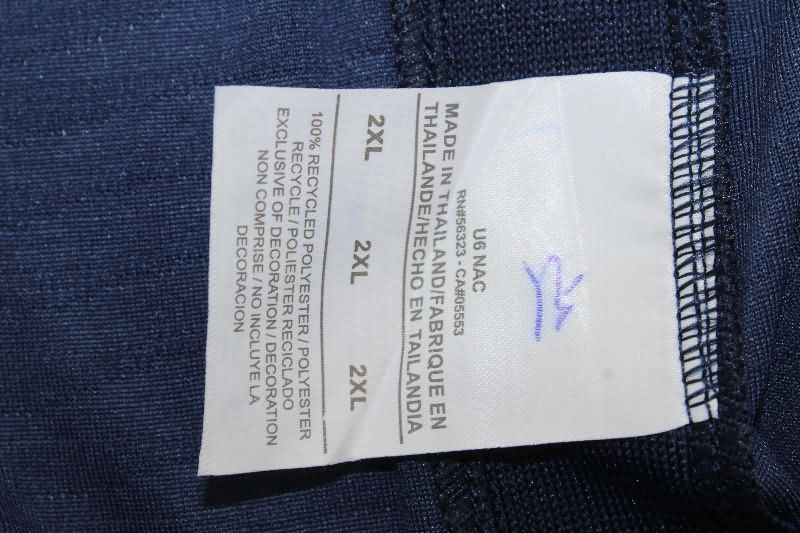 U6 NAC
RN#56323 - CA#05553
MADE IN THAILAND/FABRIQUE EN
THAILANDE/HECHO EN TAILANDIA
2XL 2XL 2XL
100% RECYCLED POLYESTER / POLYESTER
RECYCLE / POLIESTER RECICLADO
EXCLUSIVE OF DECORATION / DECORATION
NON COMPRISE / NO INCLUYE LA
DECORACION